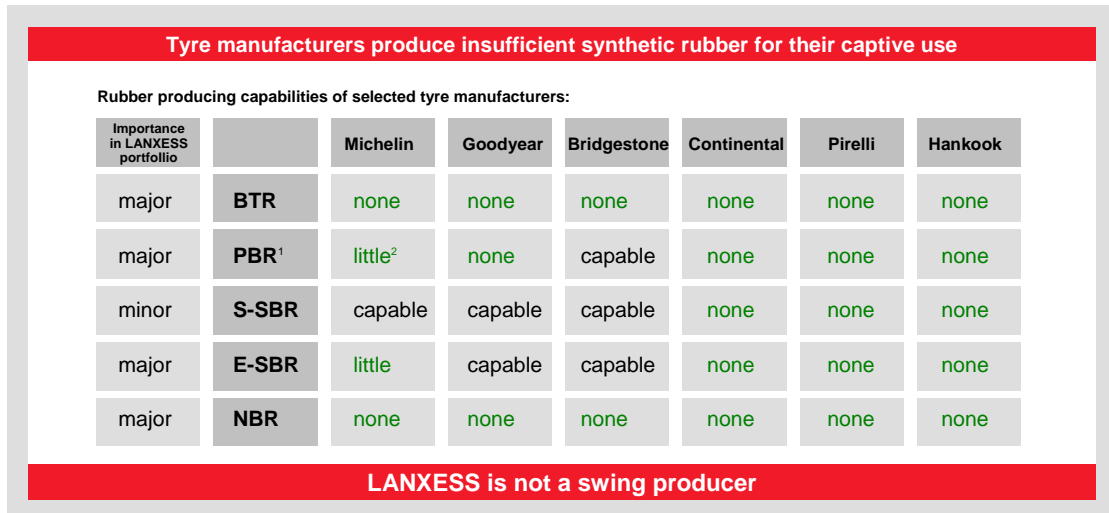 Tyre manufacturers produce insufficient synthetic rubber for their captive use
Rubber producing capabilities of selected tyre manufacturers:
Importance
in LANXESS
portfollio
Michelin Goodyear Bridgestone Continental Pirelli Hankook
major BTR none none none none none none
major PBR¹ little² none capable none none none
minor S-SBR capable capable capable none none none
major E-SBR little capable capable none none none
major NBR none none none none none none
LANXESS is not a swing producer